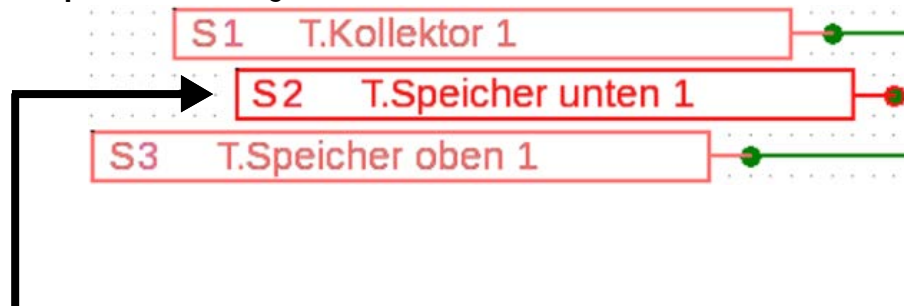 S1 T.Kollektor 1
S2 T.Speicher unten 1
S3 T.Speicher oben 1